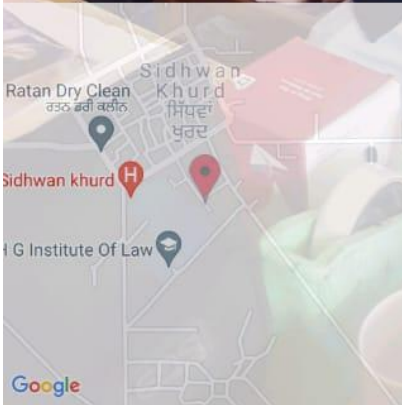 Sidhwan
Khurd
ਸਿੱਧਵਾਂ
ਖੁਰਦ
Ratan Dry Clean
ਰਤਨ ਡਰੀ ਕਲੀਨ
Sidhwan khurd
H
H G Institute Of Law
Google